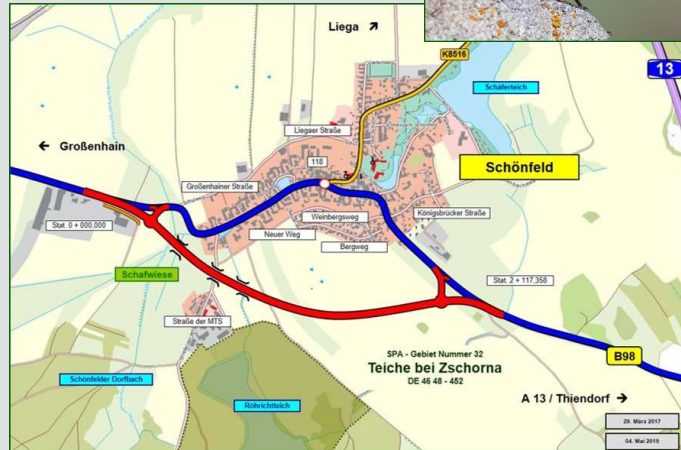 Liega ↗
K8516
13
Schäferteich
← Großenhain
Liegaer Straße
118
Schönfeld
Großenhainer Straße
Weinbergsweg
Königsbrücker Straße
Stat. 0 + 000,000
Neuer Weg
Bergweg
Schafwiese
Stat. 2 + 117,358
Straße der MTS
SPA - Gebiet Nummer 32
Teiche bei Zschorna
DE 46 48 - 452
B98
Schönfelder Dorfbach
Röhrichtteich
A 13 / Thiendorf →
29. März 2017
04. Mai 2015